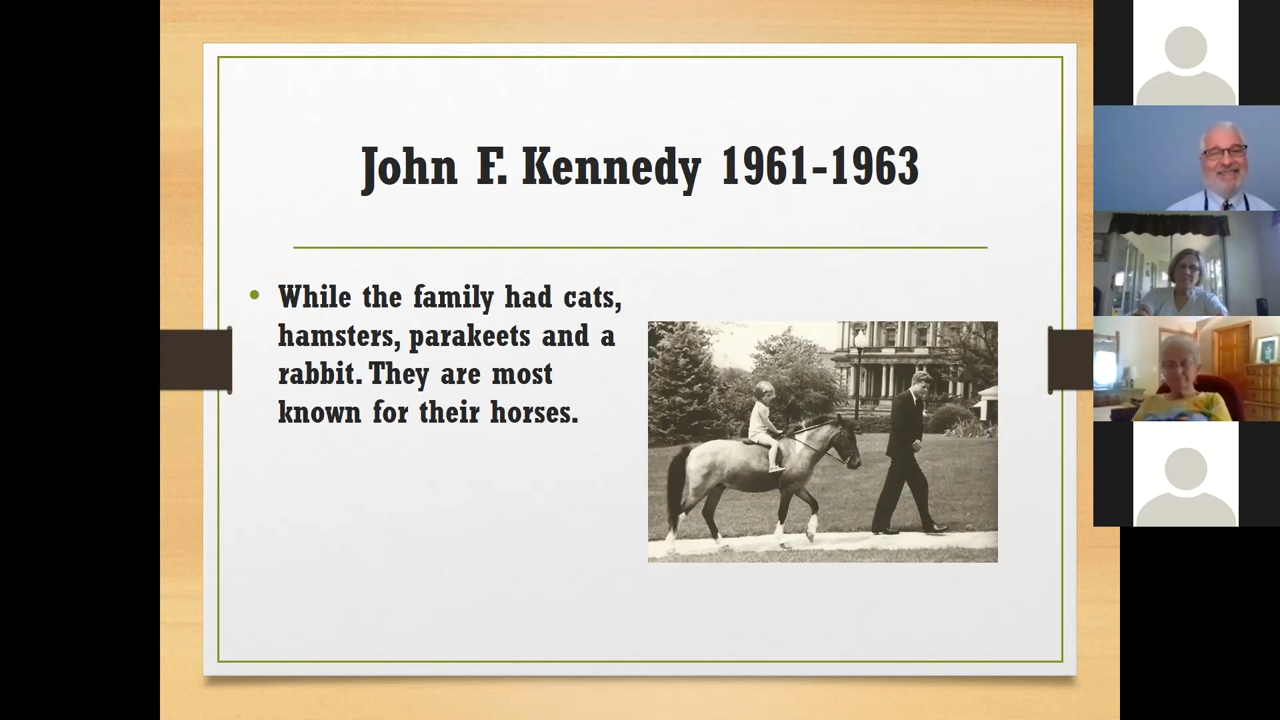 John F. Kennedy 1961-1963
• While the family had cats,
hamsters, parakeets and a
rabbit. They are most
known for their horses.